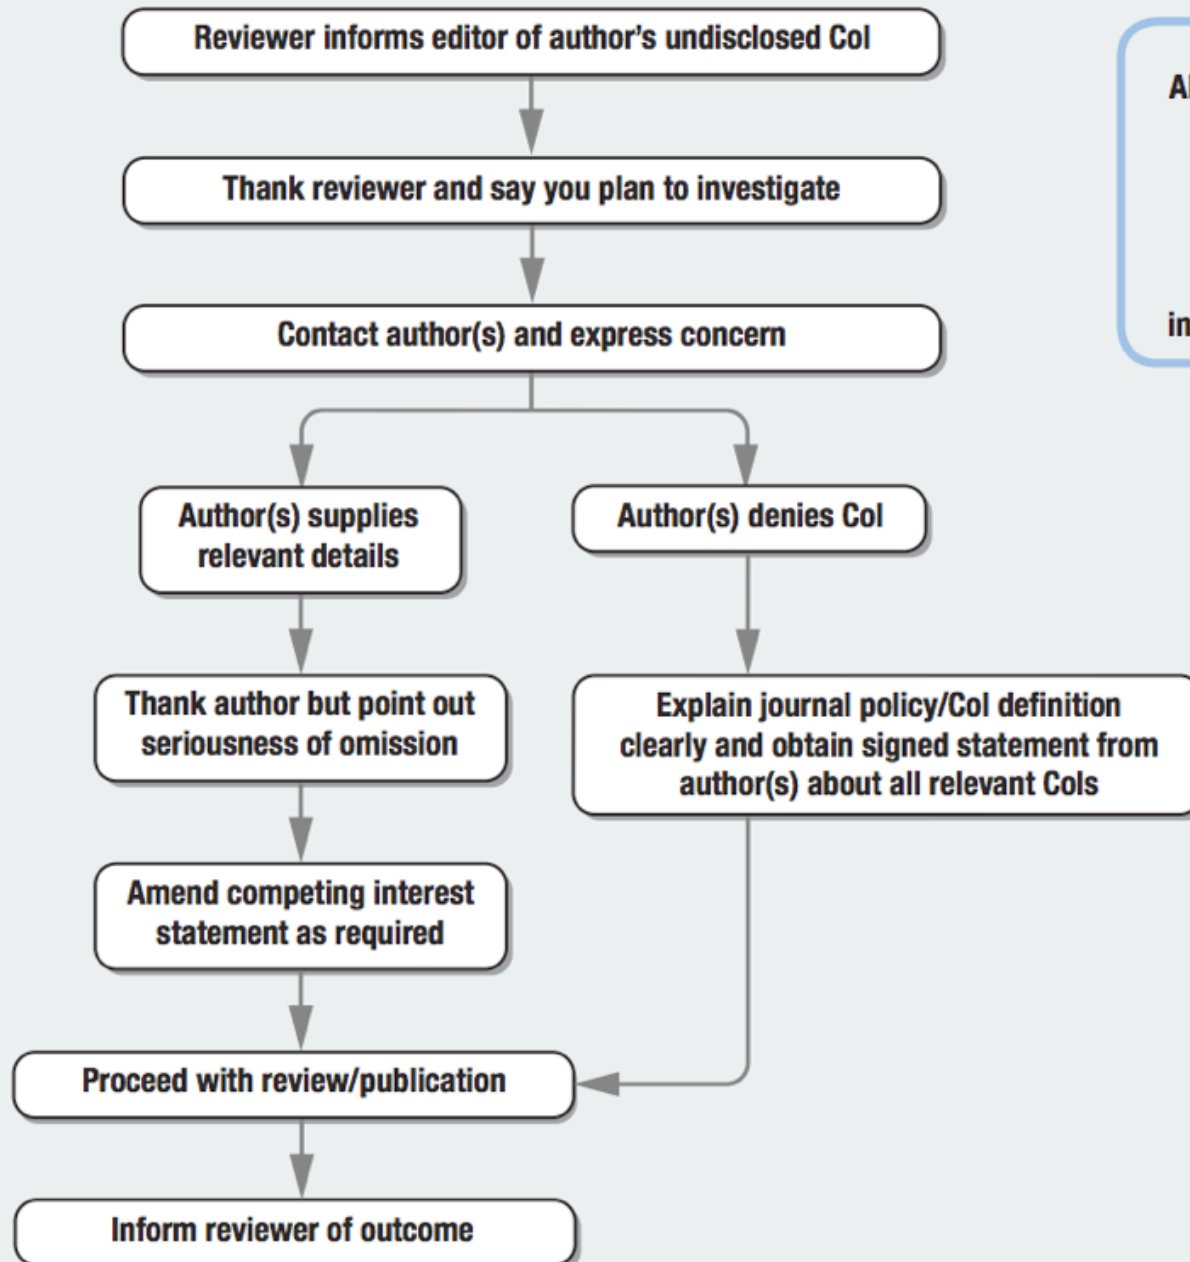 Reviewer informs editor of author's undisclosed CoI
Thank reviewer and say you plan to investigate
Contact author(s) and express concern
Author(s) supplies
relevant details
Author(s) denies CoI
Thank author but point out
seriousness of omission
Explain journal policy/CoI definition
clearly and obtain signed statement from
author(s) about all relevant CoIs
Amend competing interest
statement as required
Proceed with review/publication
Inform reviewer of outcome